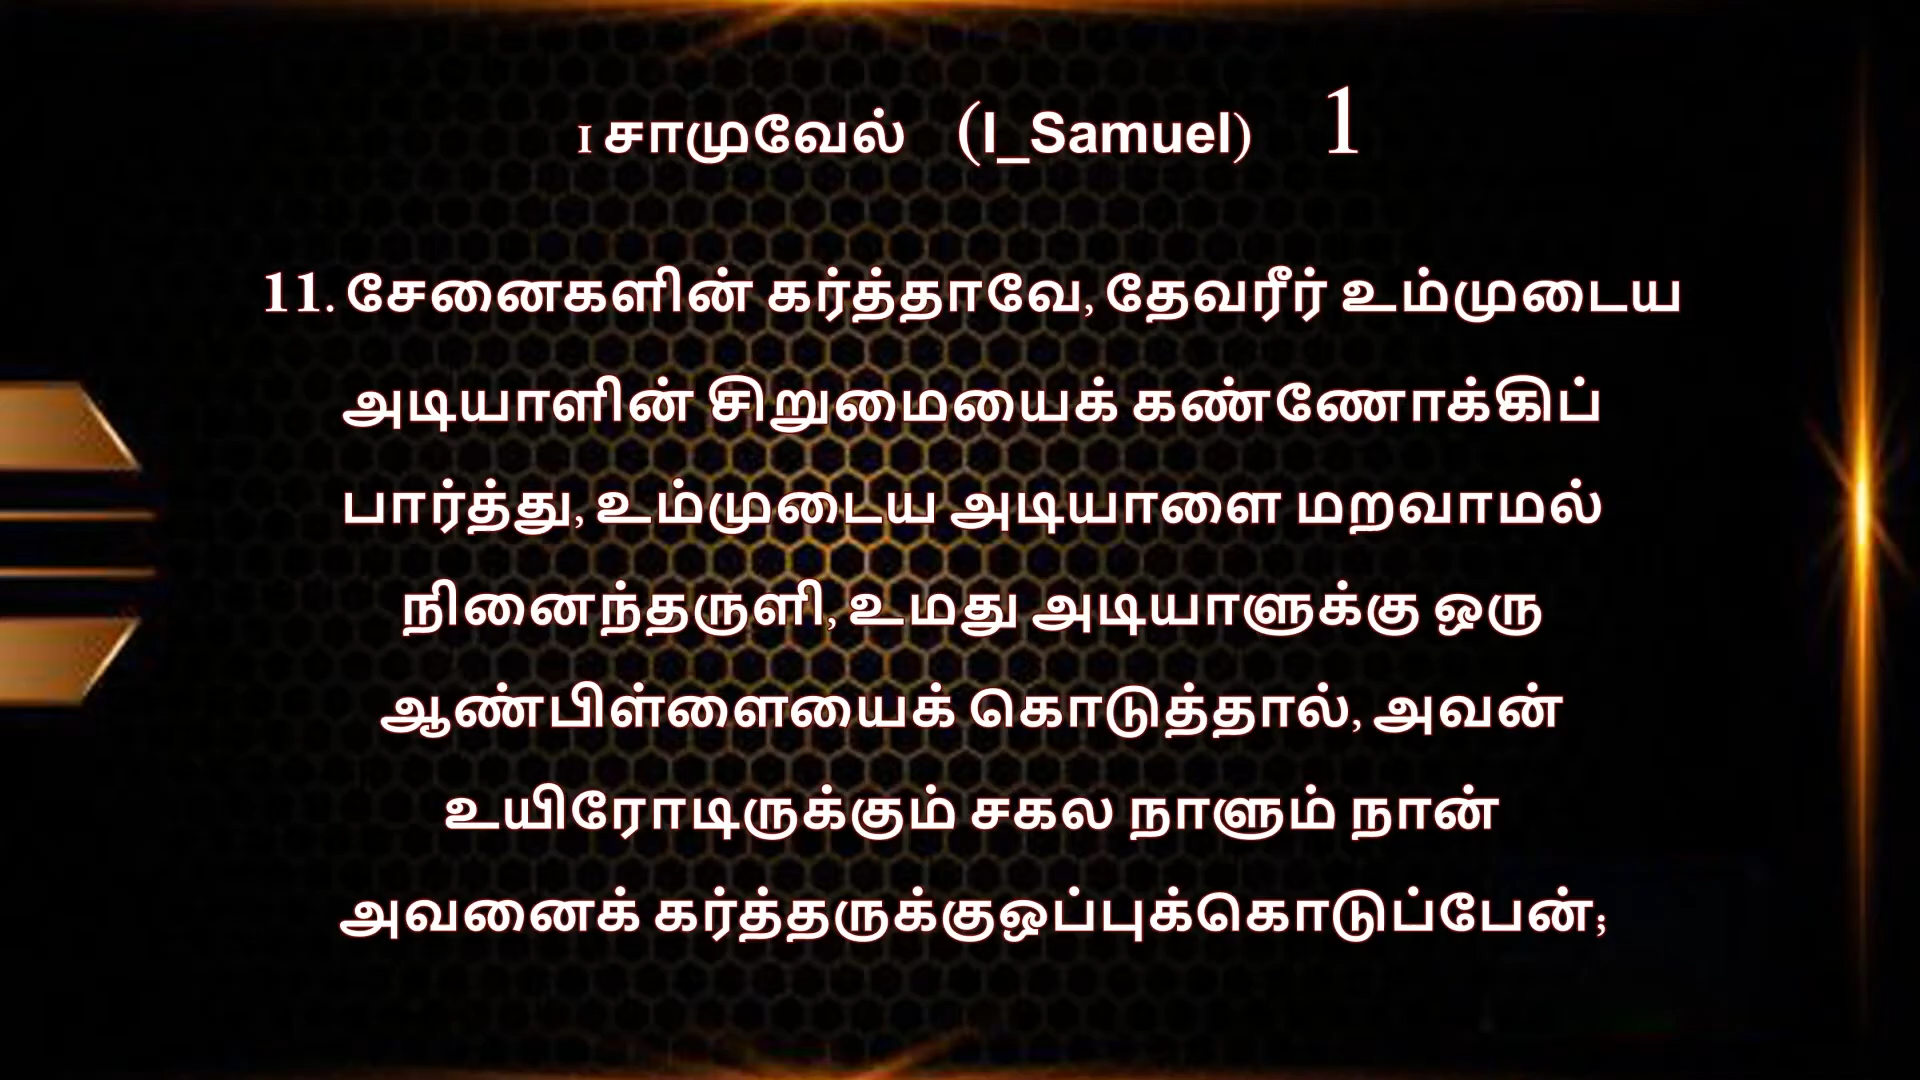 I சாமுவேல் (I_Samuel) 1
11. சேனைகளின் கர்த்தாவே, தேவரீர் உம்முடைய
அடியாளின் சிறுமையைக் கண்ணோக்கிப்
பார்த்து, உம்முடைய அடியாளை மறவாமல்
நினைந்தருளி, உமது அடியாளுக்கு ஒரு
ஆண்பிள்ளையைக் கொடுத்தால், அவன்
உயிரோடிருக்கும் சகல நாளும் நான்
அவனைக் கர்த்தருக்குஒப்புக்கொடுப்பேன்;